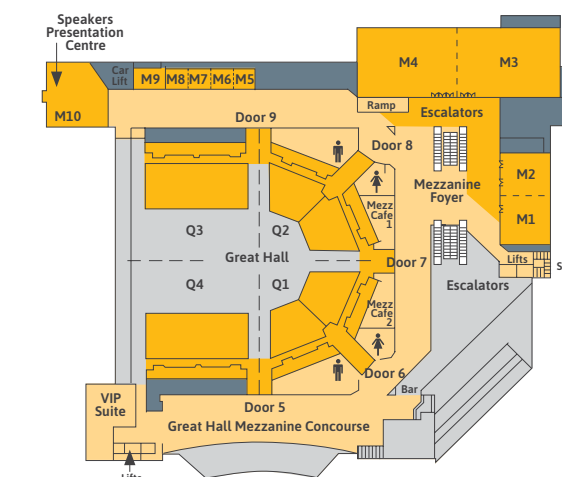 Speakers
Presentation
Centre
Car
Lift
M9
M8
M7
M6
M5
M4
M3
M10
Ramp
Escalators
Door 9
Door 8
M2
Mezzanine
Foyer
Mezz
Cafe
1
M1
Q3
Q2
Great Hall
Door 7
Lifts
S
Q4
Q1
Escalators
Mezz
Cafe
2
Door 6
Bar
VIP
Suite
Door 5
Great Hall Mezzanine Concourse
Lifts